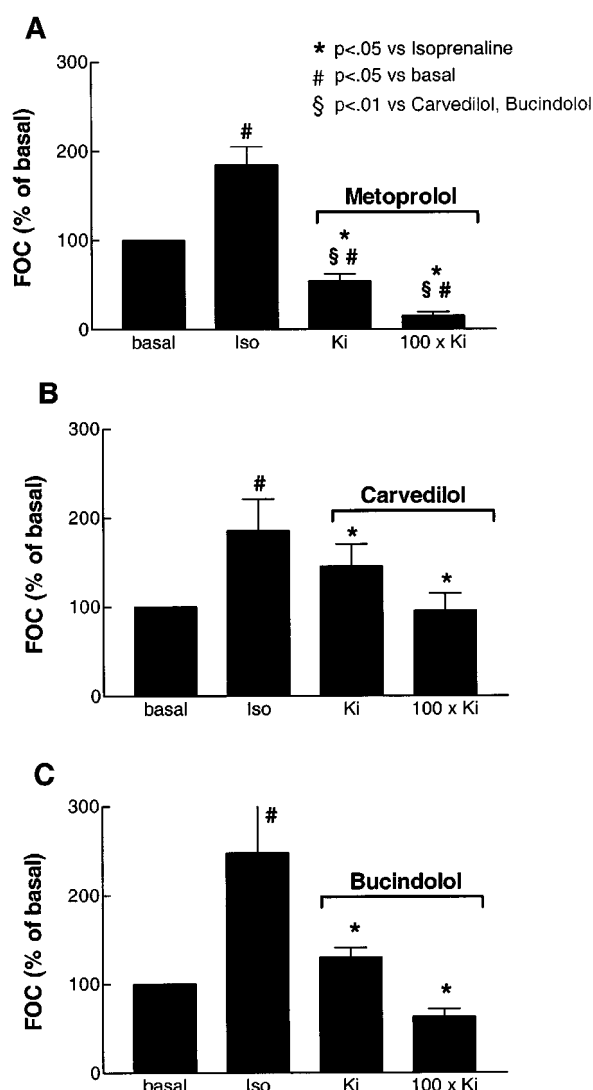 A
* p<.05 vs Isoprenaline
# p<.05 vs basal
§ p<.01 vs Carvedilol, Bucindolol
FOC (% of basal)
300
200
100
0
#
Metoprolol
*
§ #
*
§ #
basal Iso Ki 100 x Ki
B
FOC (% of basal)
300
200
100
0
#
Carvedilol
*
*
basal Iso Ki 100 x Ki
C
FOC (% of basal)
300
200
100
0
#
Bucindolol
*
*
basal Iso Ki 100 x Ki